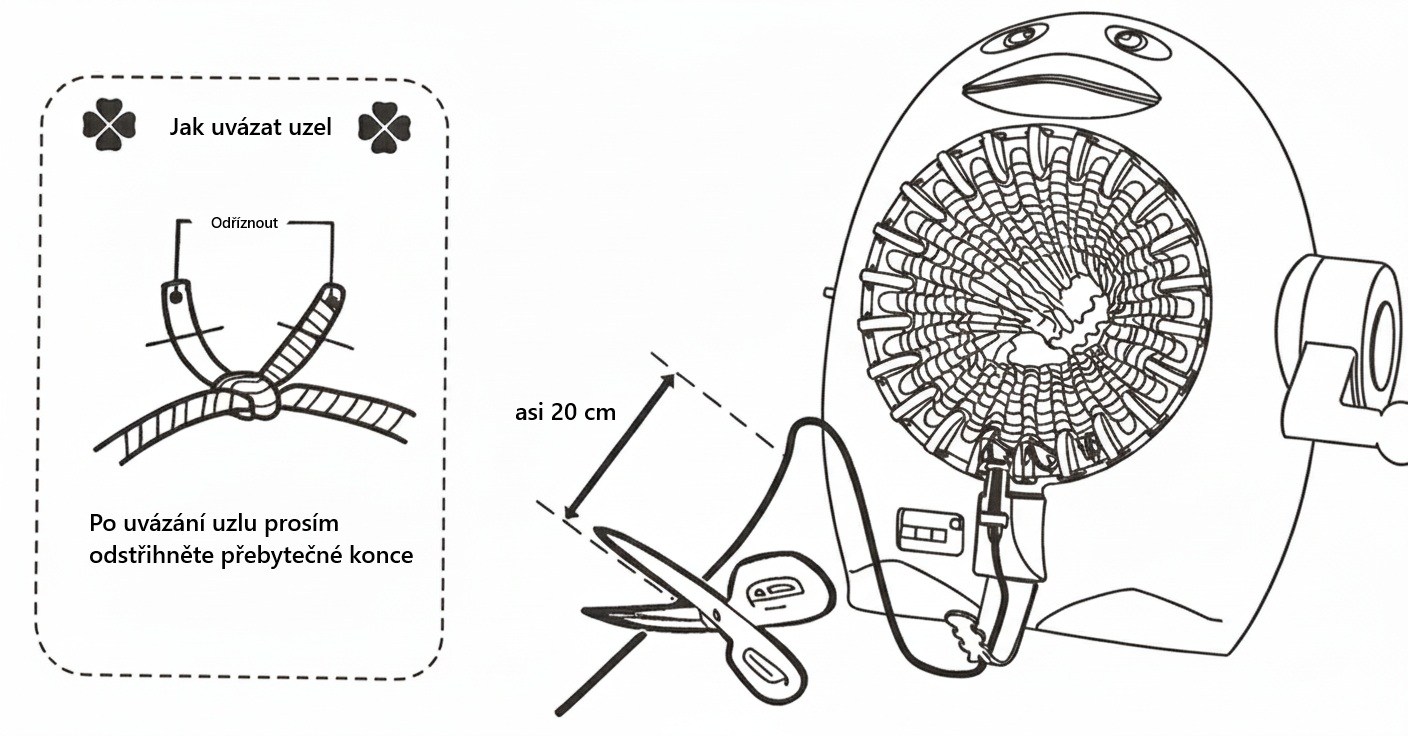 Jak uvázat uzel
Odříznout
asi 20 cm
Po uvázání uzlu prosím
odstřihněte přebytečné konce